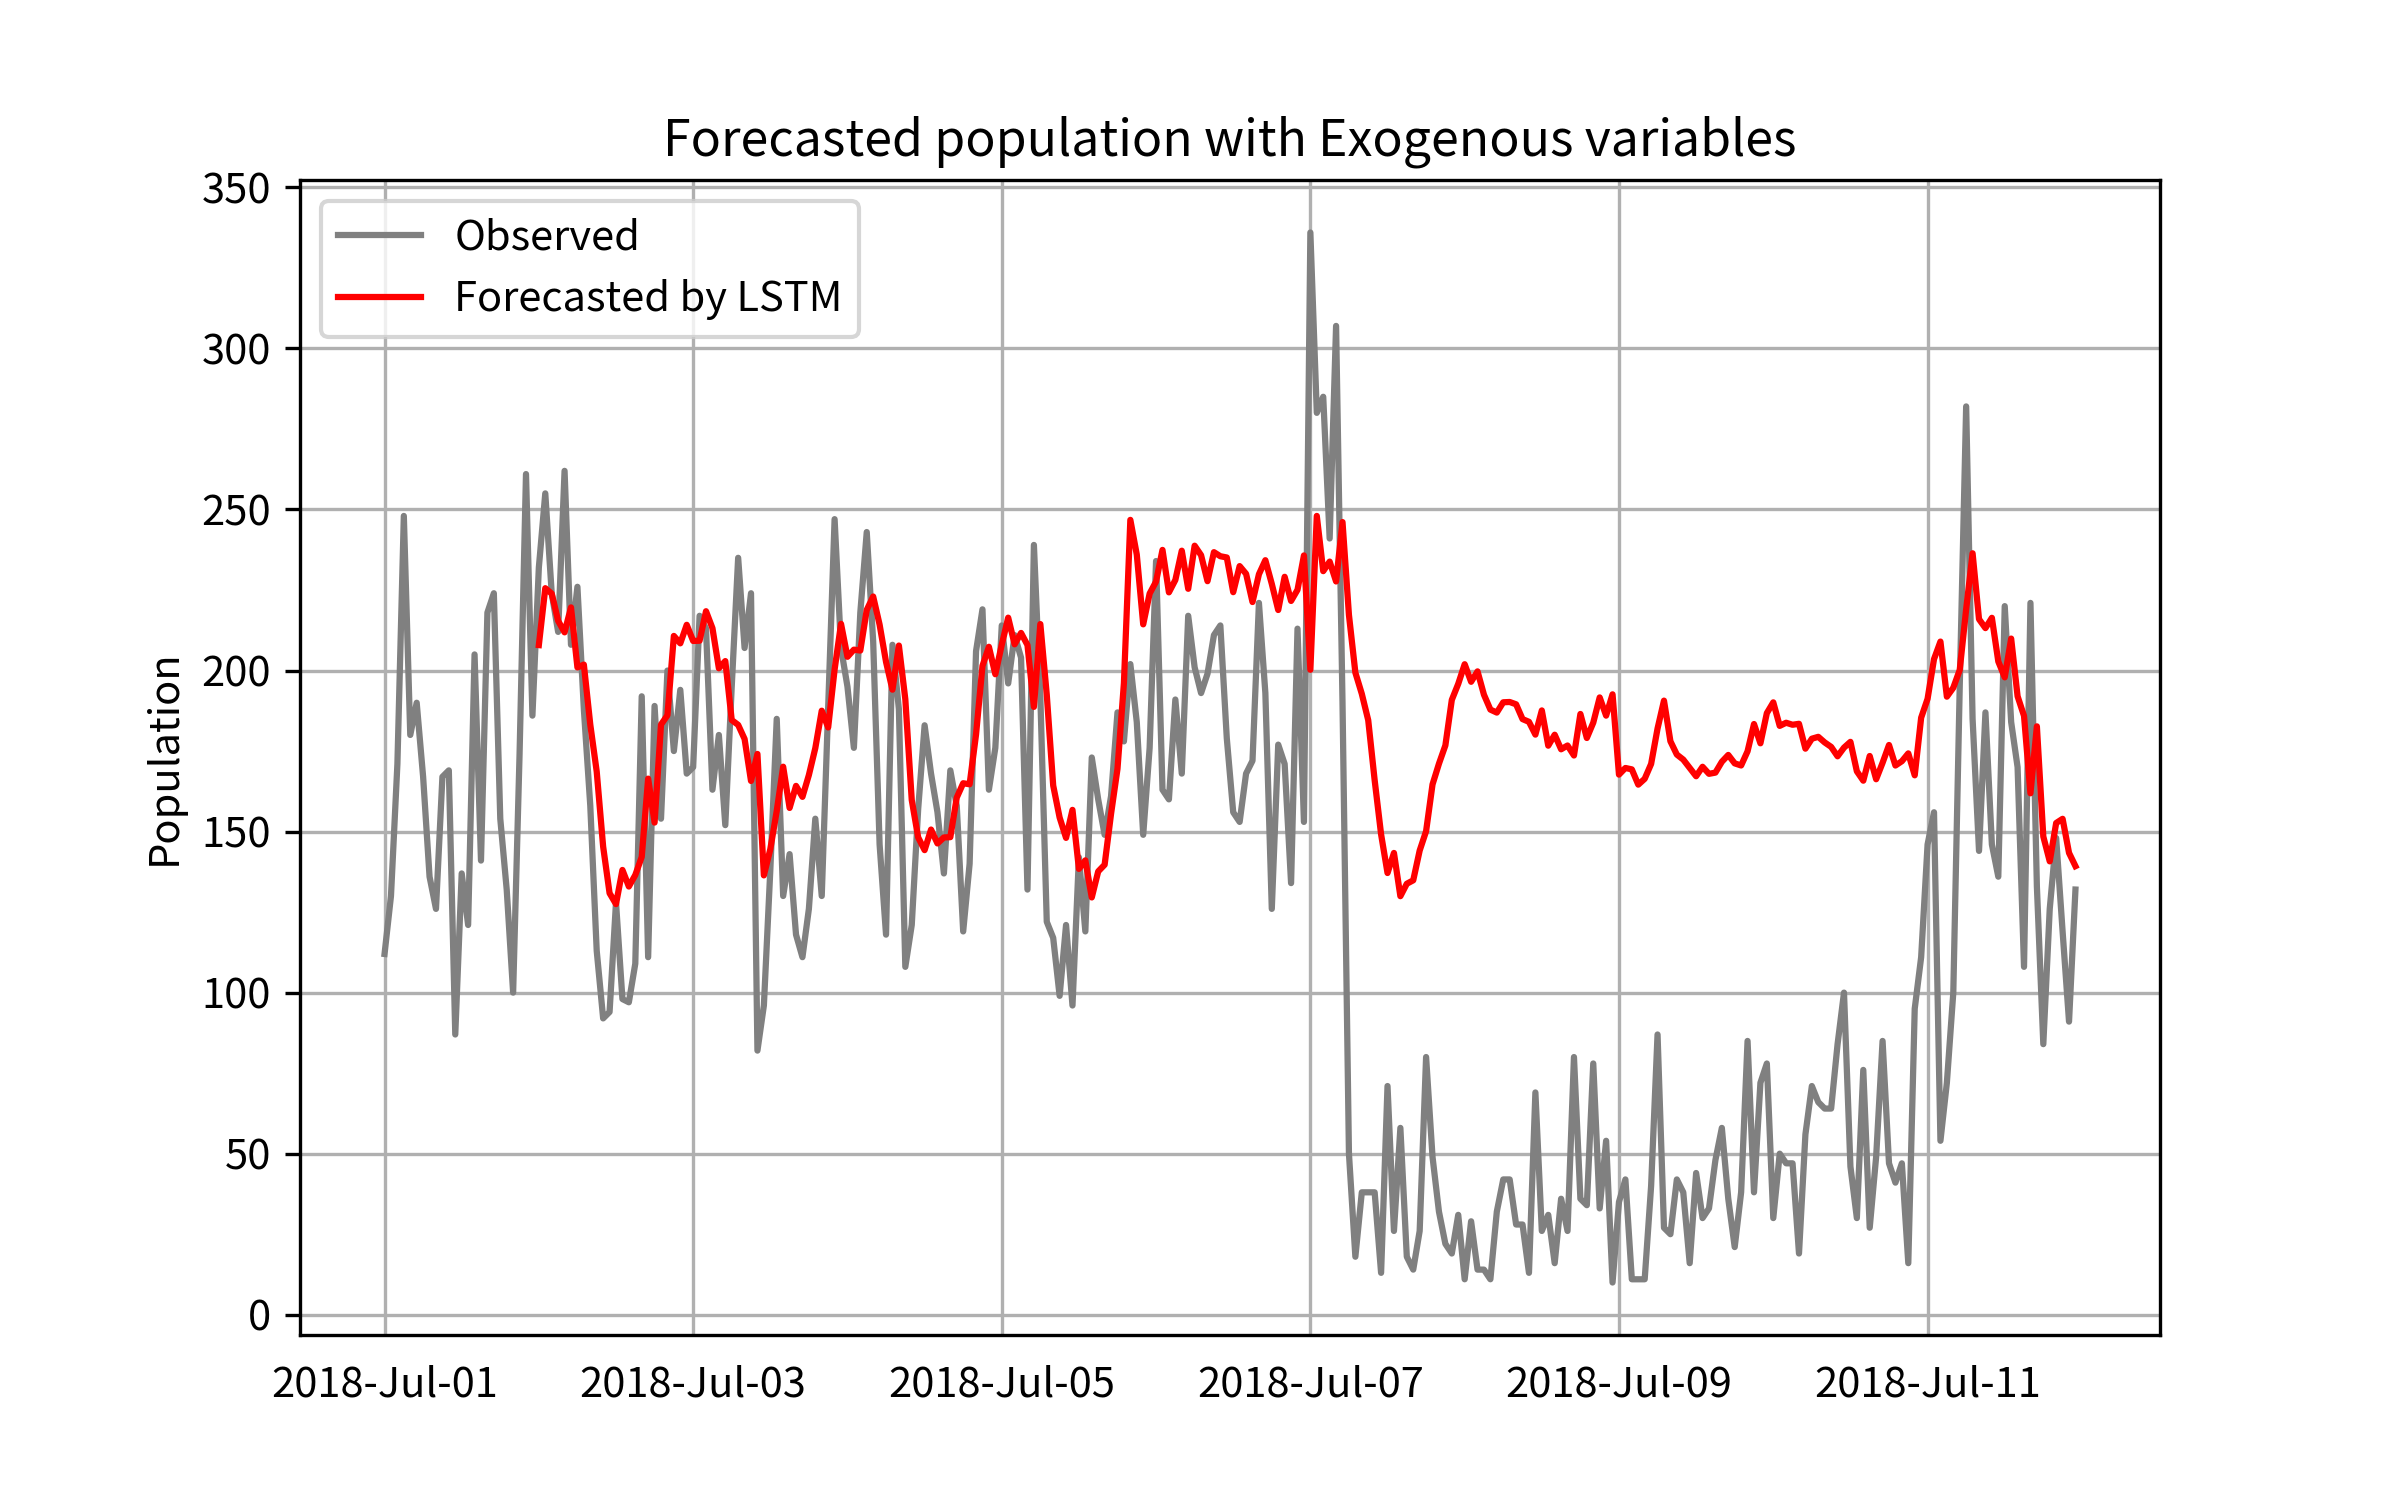 Forecasted population with Exogenous variables
350
300
250
200
150
100
50
0
Population
Observed
Forecasted by LSTM
2018-Jul-01 2018-Jul-03 2018-Jul-05 2018-Jul-07 2018-Jul-09 2018-Jul-11